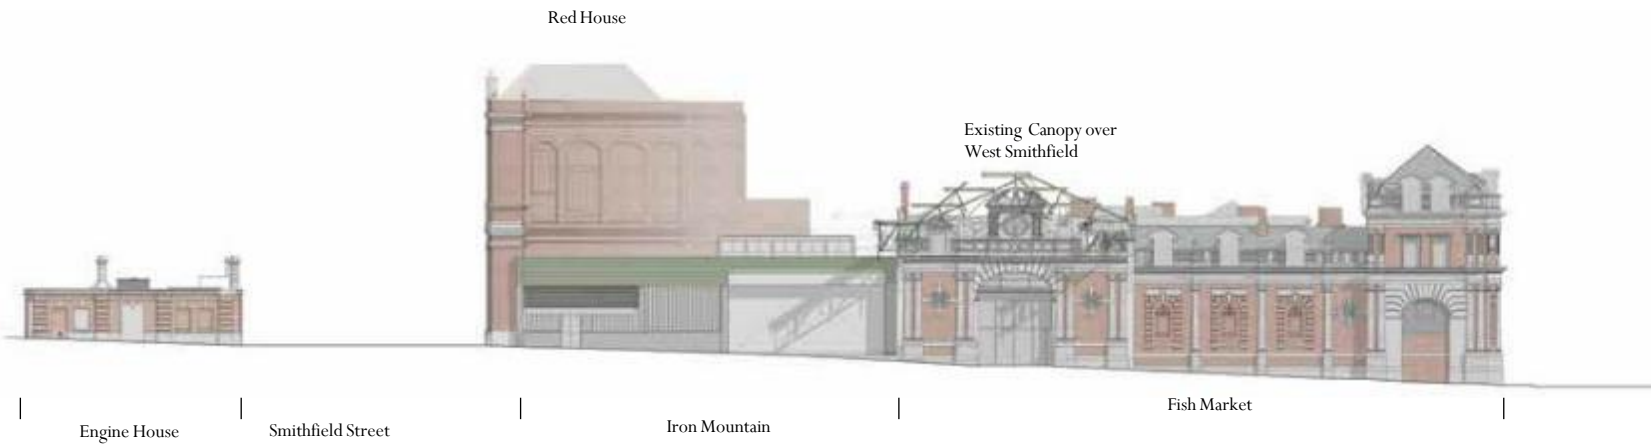 Red House
Existing Canopy over
West Smithfield
Engine House
Smithfield Street
Iron Mountain
Fish Market